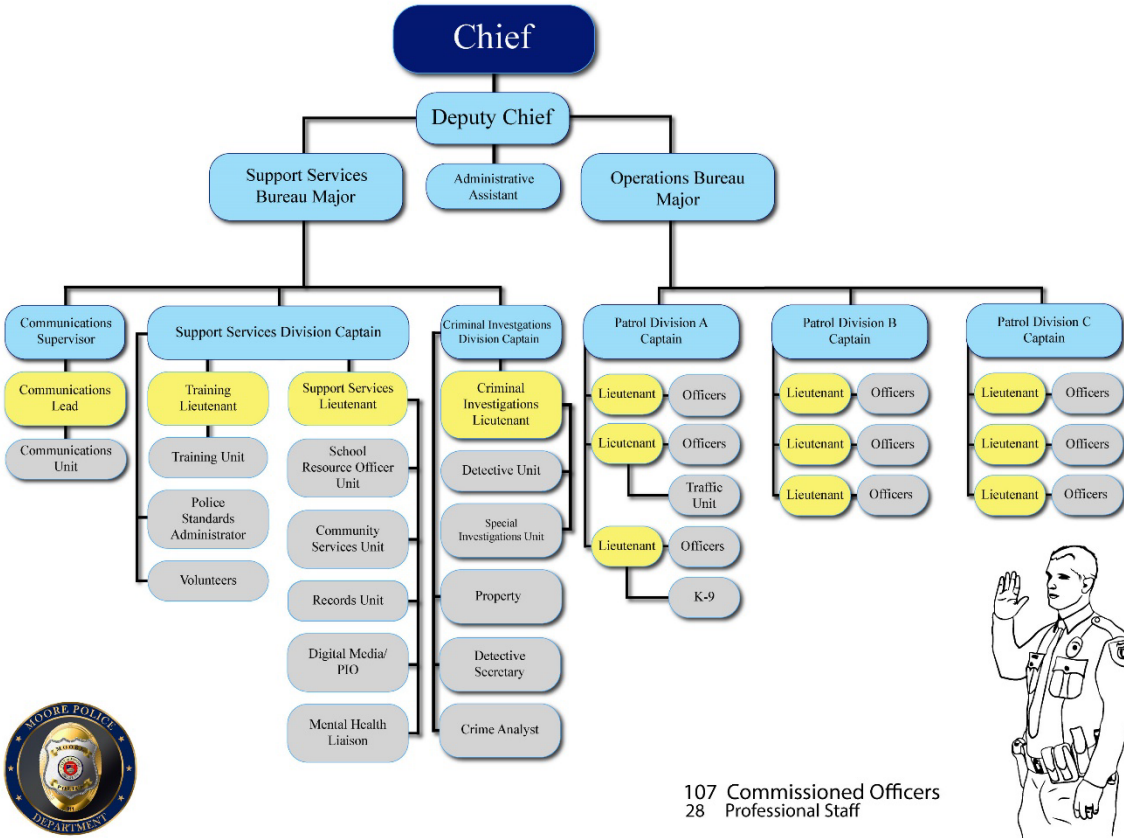 Chief
Deputy Chief
Support Services
Bureau Major
Administrative
Assistant
Operations Bureau
Major
Communications
Supervisor
Support Services Division Captain
Criminal Investgations
Division Captain
Patrol Division A
Captain
Patrol Division B
Captain
Patrol Division C
Captain
Communications
Lead
Training
Lieutenant
Support Services
Lieutenant
Criminal
Investigations
Lieutenant
Lieutenant
Officers
Lieutenant
Officers
Lieutenant
Officers
Communications
Unit
Training Unit
School
Resource Officer
Unit
Detective Unit
Lieutenant
Officers
Lieutenant
Officers
Lieutenant
Officers
Police
Standards
Administrator
Community
Services Unit
Special
Investigations Unit
Traffic
Unit
Lieutenant
Officers
Lieutenant
Officers
Lieutenant
Officers
Volunteers
Records Unit
Property
K-9
Digital Media/
PIO
Detective
Secretary
Mental Health
Liaison
Crime Analyst
MOORE POLICE
MOORE
DEPARTMENT
107 Commissioned Officers
28 Professional Staff